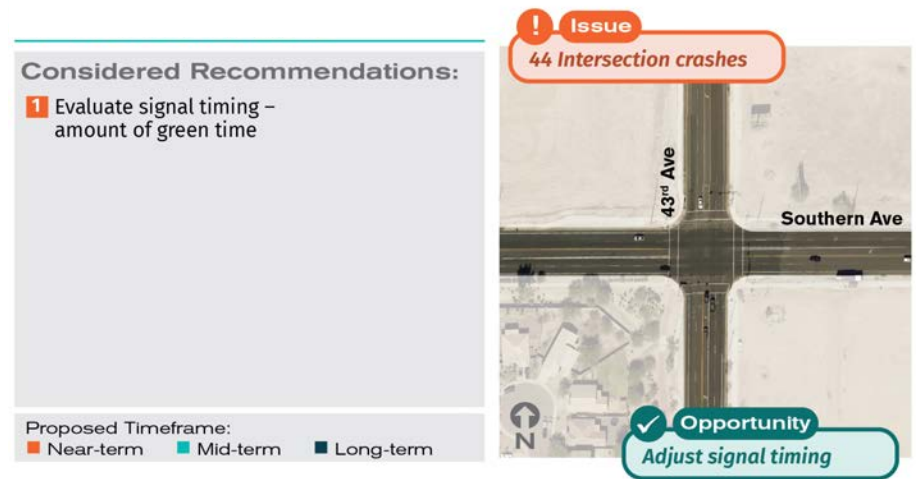 Considered Recommendations:
1 Evaluate signal timing –
amount of green time
Proposed Timeframe:
Near-term Mid-term Long-term
! Issue
44 Intersection crashes
43rd Ave
Southern Ave
N
Opportunity
Adjust signal timing